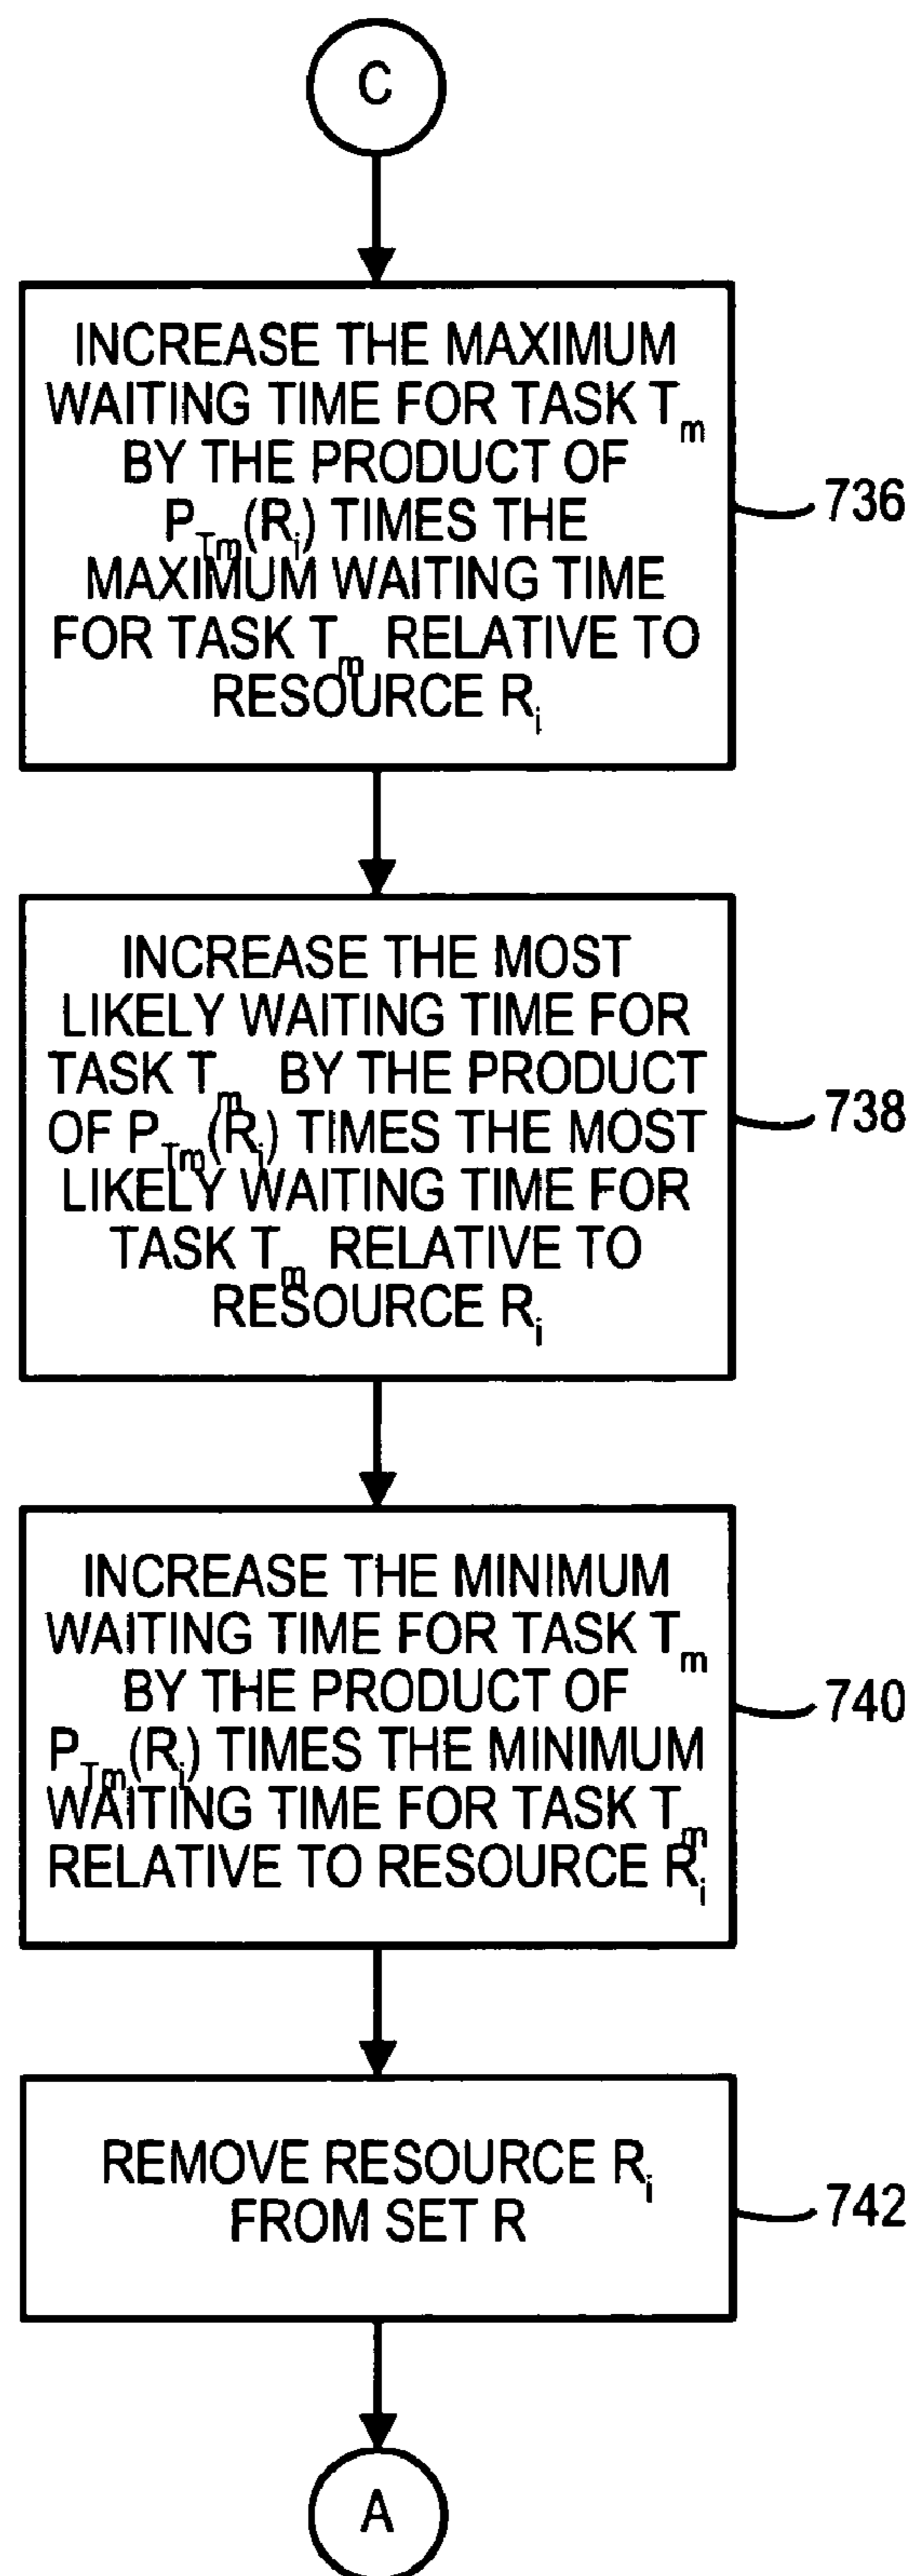 C
INCREASE THE MAXIMUM
WAITING TIME FOR TASK Tm
BY THE PRODUCT OF
PTm(Ri) TIMES THE
MAXIMUM WAITING TIME
FOR TASK Tm RELATIVE TO
RESOURCE Ri
736
INCREASE THE MOST
LIKELY WAITING TIME FOR
TASK Tm BY THE PRODUCT
OF PTm(Ri) TIMES THE MOST
LIKELY WAITING TIME FOR
TASK Tm RELATIVE TO
RESOURCE Ri
738
INCREASE THE MINIMUM
WAITING TIME FOR TASK Tm
BY THE PRODUCT OF
PTm(Ri) TIMES THE MINIMUM
WAITING TIME FOR TASK Tm
RELATIVE TO RESOURCE Ri
740
REMOVE RESOURCE Ri
FROM SET R
742
A